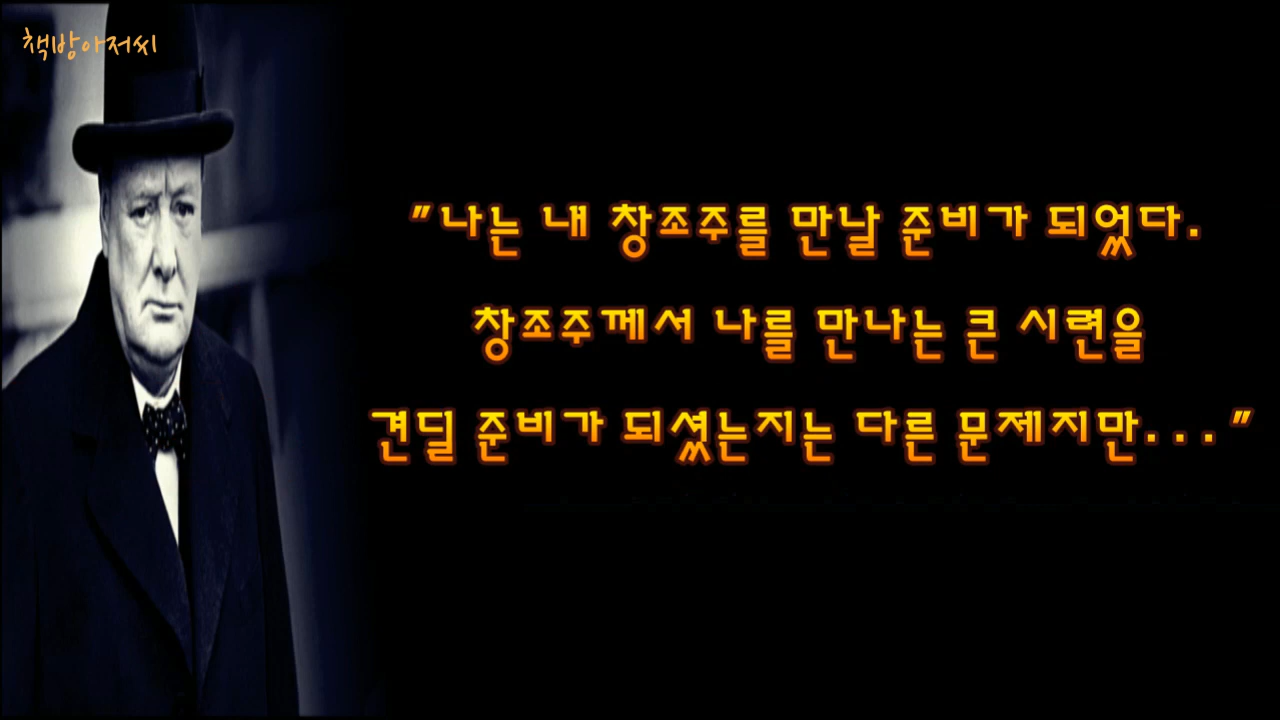 책방아저씨
"나는 내 창조주를 만날 준비가 되었다.
창조주께서 나를 만나는 큰 시련을
견딜 준비가 되셨는지는 다른 문제지만..."